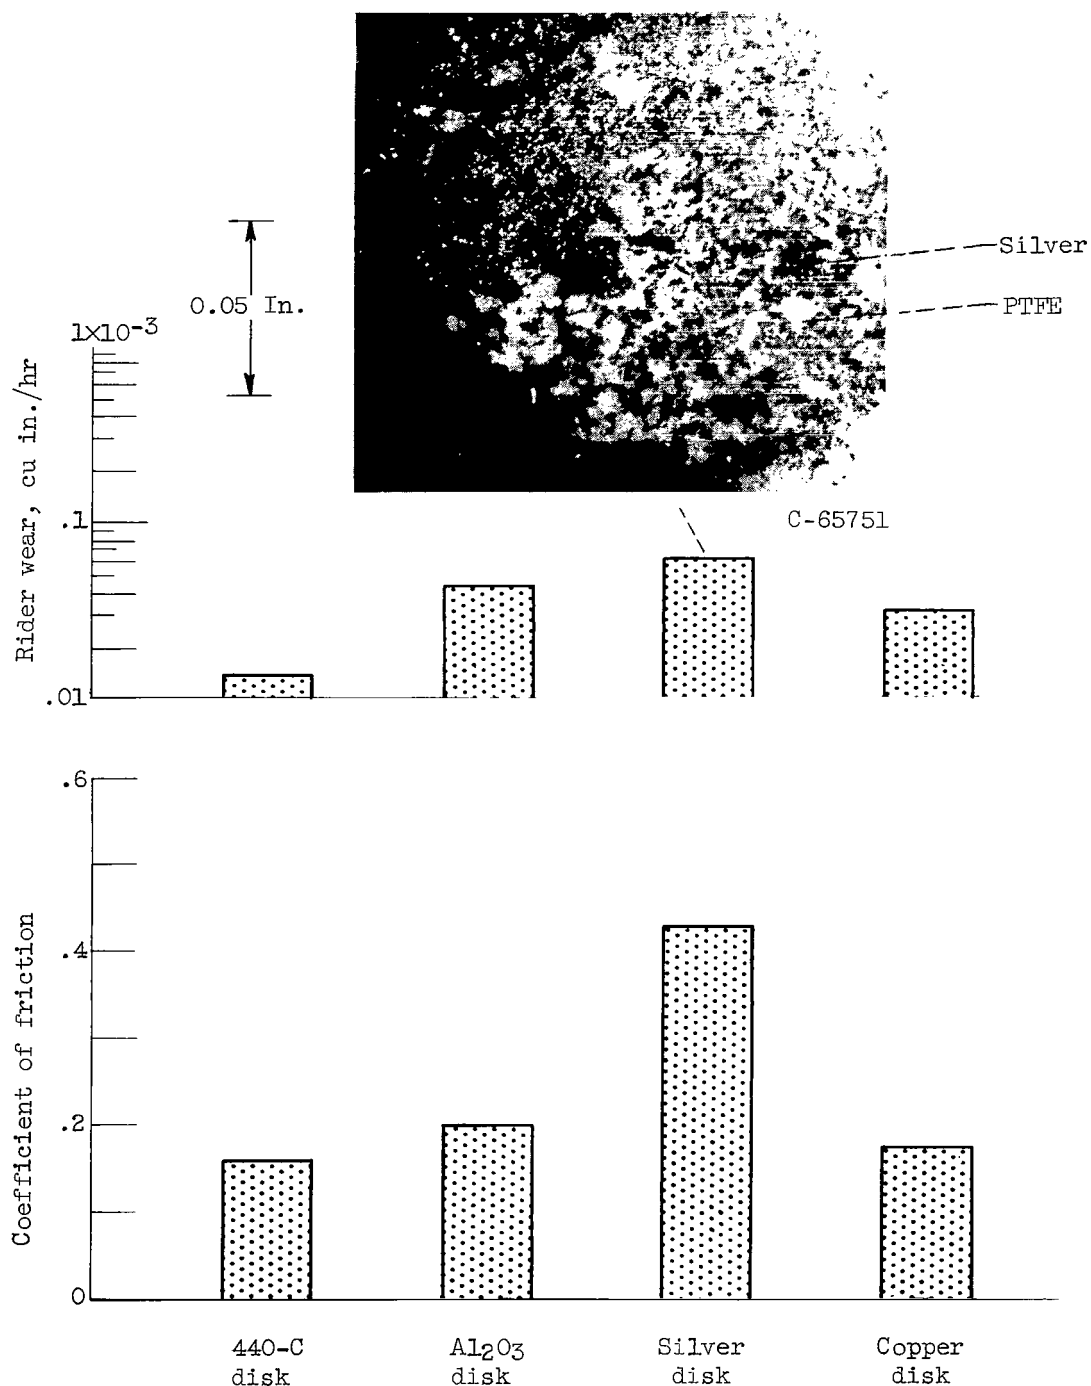 Silver
PTFE
0.05 In.
1×10⁻³
.1
.01
Rider wear, cu in./hr
C-65751
.6
.4
.2
0
Coefficient of friction
440-C
disk
Al₂O₃
disk
Silver
disk
Copper
disk